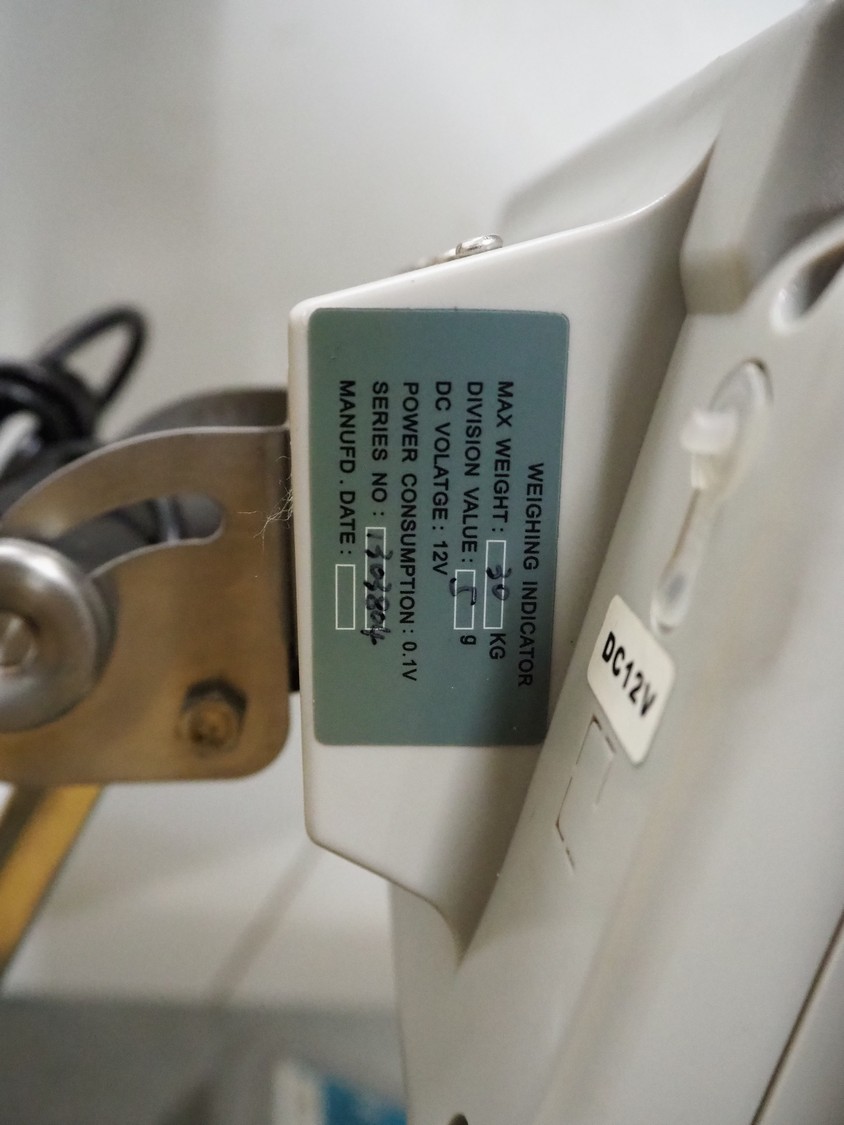 WEIGHING INDICATOR
MAX WEIGHT : 30 KG
DIVISION VALUE : 5 g
DC VOLATGE : 12V
POWER CONSUMPTION : 0.1V
SERIES NO :
MANUFD . DATE :
DC12V